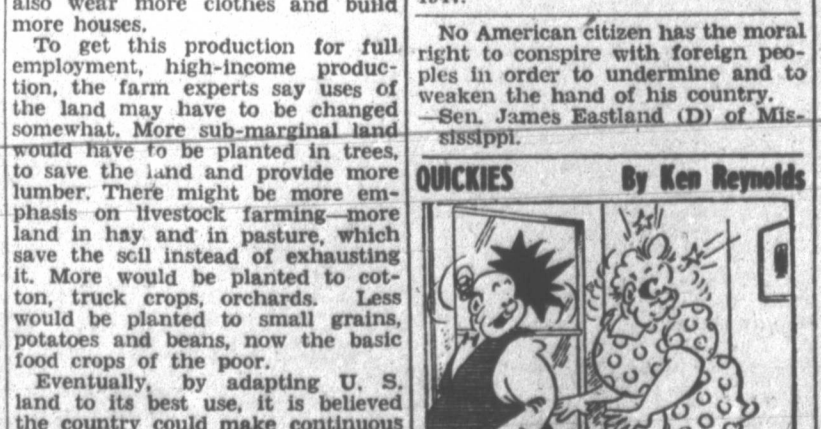 also wear more clothes and build
more houses.
To get this production for full
employment, high-income produc-
tion, the farm experts say uses of
the land may have to be changed
somewhat. More sub-marginal land
would have to be planted in trees,
to save the land and provide more
lumber. There might be more em-
phasis on livestock farming—more
land in hay and in pasture, which
save the soil instead of exhausting
it. More would be planted to cot-
ton, truck crops, orchards. Less
would be planted to small grains,
potatoes and beans, now the basic
food crops of the poor.
Eventually, by adapting U. S.
land to its best use, it is believed
the country could make continuous
No American citizen has the moral
right to conspire with foreign peo-
ples in order to undermine and to
weaken the hand of his country.
—Sen. James Eastland (D) of Mis-
sissippi.
QUICKIES By Ken Reynolds